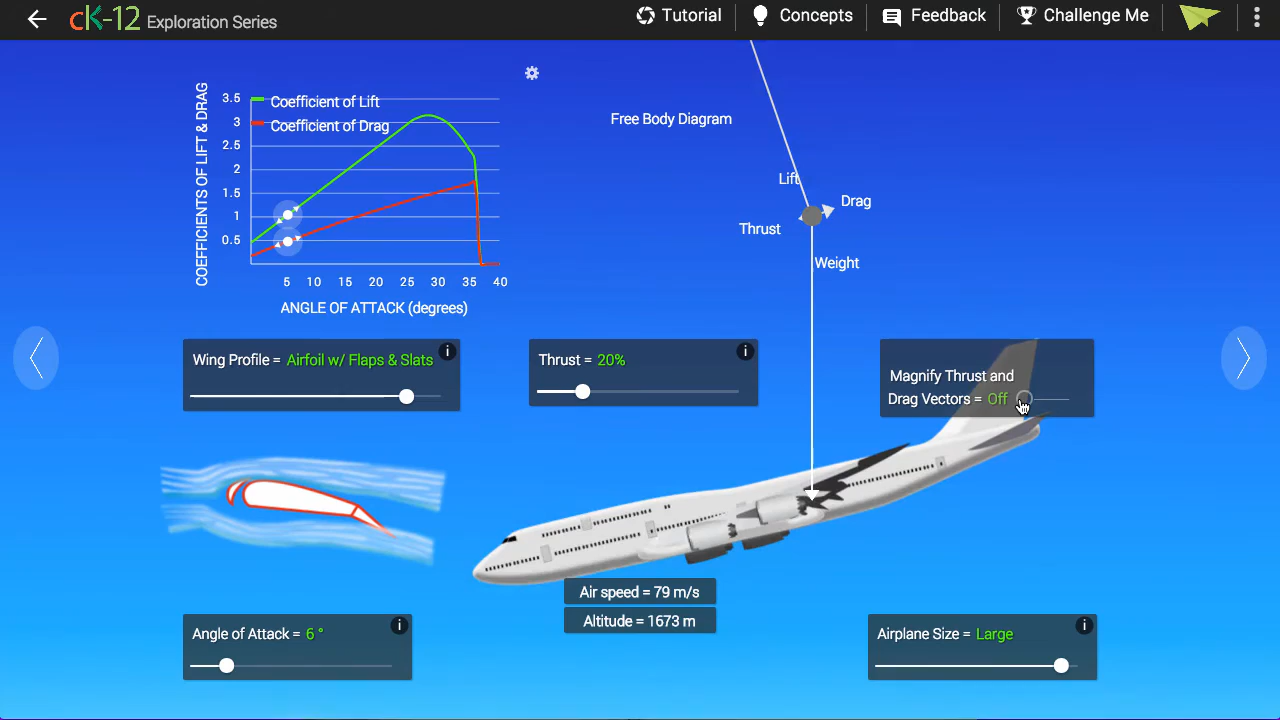 cK-12 Exploration Series
Tutorial
Concepts
Feedback
Challenge Me
COEFFICIENTS OF LIFT & DRAG
3.5
3
2.5
2
1.5
1
0.5
Coefficient of Lift
Coefficient of Drag
5 10 15 20 25 30 35 40
ANGLE OF ATTACK (degrees)
Free Body Diagram
Lift
Drag
Thrust
Weight
Wing Profile = Airfoil w/ Flaps & Slats
i
Thrust = 20%
i
Magnify Thrust and
Drag Vectors = Off
Air speed = 79 m/s
Altitude = 1673 m
Angle of Attack = 6 °
i
Airplane Size = Large
i